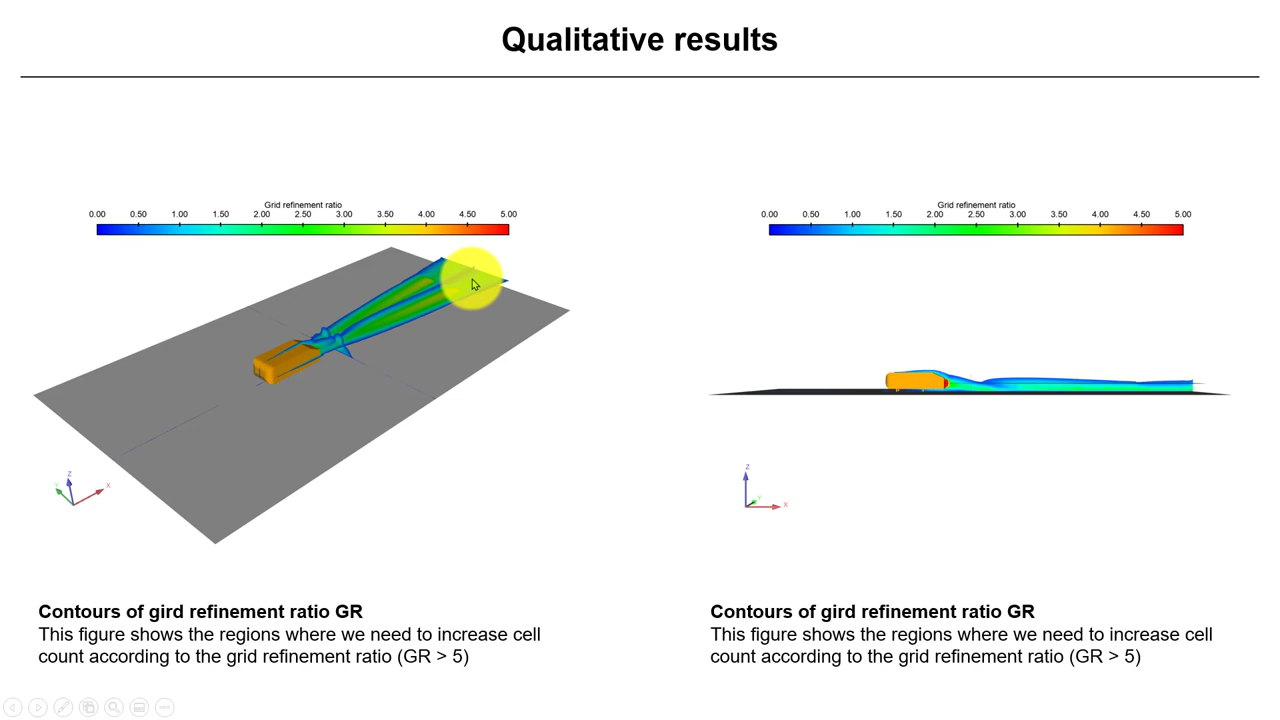 Qualitative results
Grid refinement ratio
0.00 0.50 1.00 1.50 2.00 2.50 3.00 3.50 4.00 4.50 5.00
Z
Y
X
Contours of gird refinement ratio GR
This figure shows the regions where we need to increase cell
count according to the grid refinement ratio (GR > 5)
Grid refinement ratio
0.00 0.50 1.00 1.50 2.00 2.50 3.00 3.50 4.00 4.50 5.00
Z
Y
X
Contours of gird refinement ratio GR
This figure shows the regions where we need to increase cell
count according to the grid refinement ratio (GR > 5)